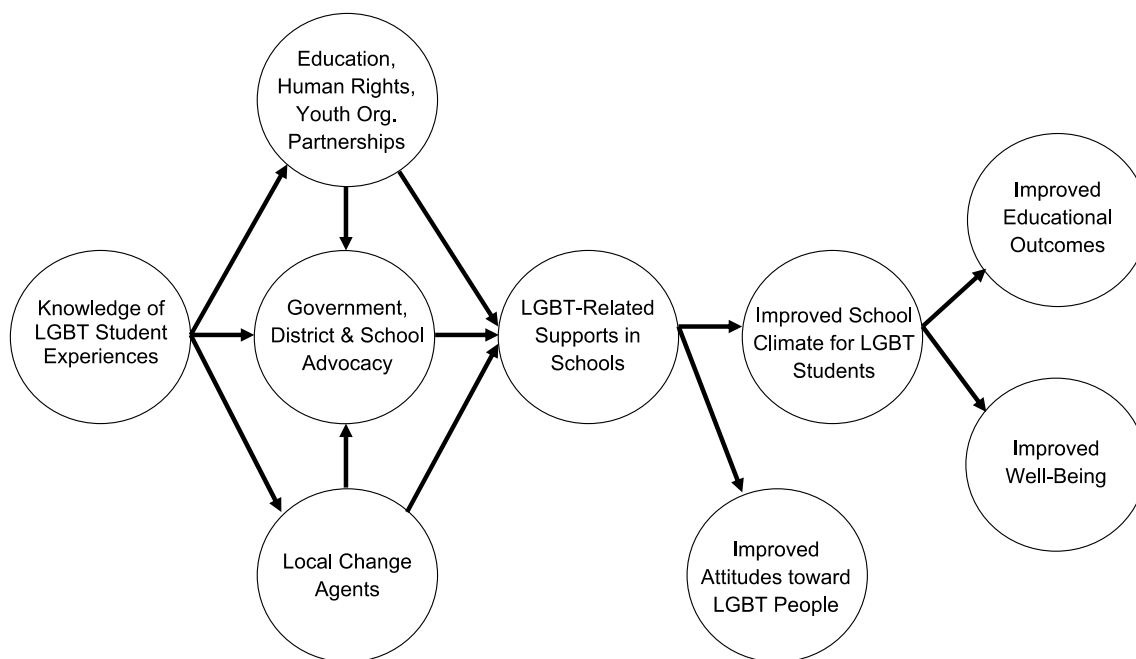 Education,
Human Rights,
Youth Org.
Partnerships
Knowledge of
LGBT Student
Experiences
Government,
District & School
Advocacy
LGBT-Related
Supports in
Schools
Improved School
Climate for LGBT
Students
Improved
Educational
Outcomes
Improved
Well-Being
Local Change
Agents
Improved
Attitudes toward
LGBT People